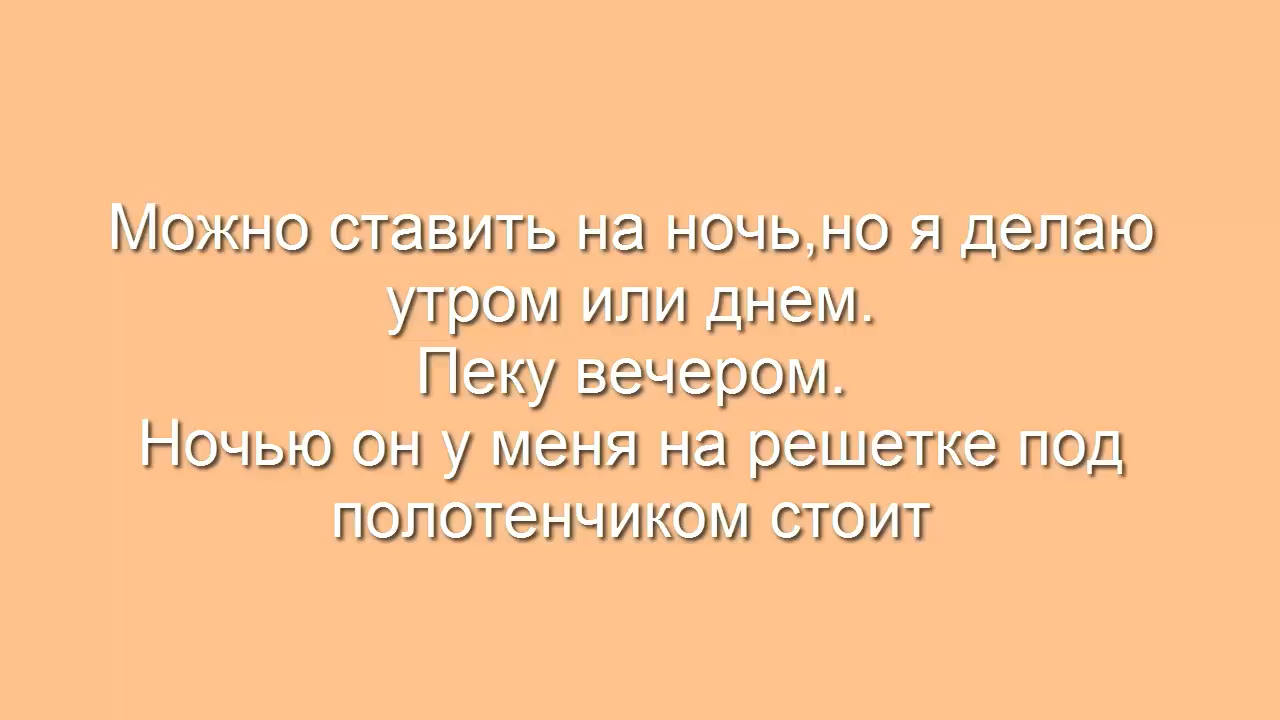 Можно ставить на ночь,но я делаю
утром или днем.
Пеку вечером.
Ночью он у меня на решетке под
полотенчиком стоит